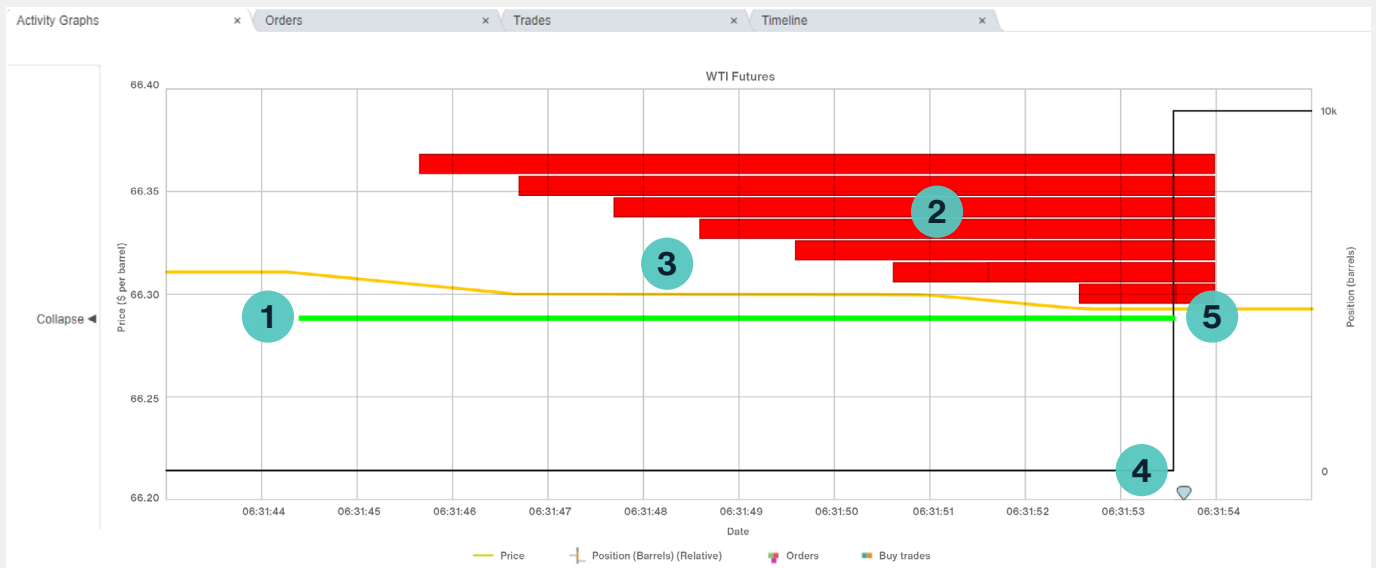 Activity Graphs × Orders × Trades × Timeline ×
WTI Futures
66.40
66.35
66.30
66.25
66.20
Price ($ per barrel)
Collapse ◄
10k
0
Position (barrels)
1
2
3
4
5
06:31:44 06:31:45 06:31:46 06:31:47 06:31:48 06:31:49 06:31:50 06:31:51 06:31:52 06:31:53 06:31:54
Date
Price Position (Barrels) (Relative) Orders Buy trades